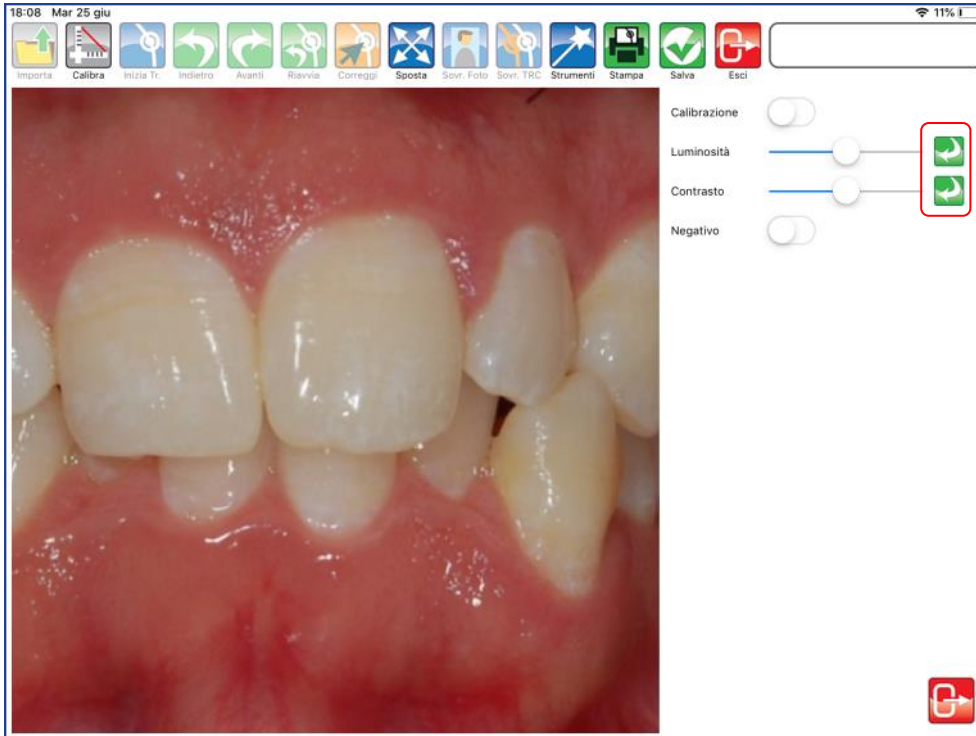 18:08 Mar 25 giu 11%
Importa Calibra Inizia Tr. Indietro Avanti Riavvia Correggi Sposta Sovr. Foto Sovr. TRC Strumenti Stampa Salva Esci
Calibrazione
Luminosità
Contrasto
Negativo